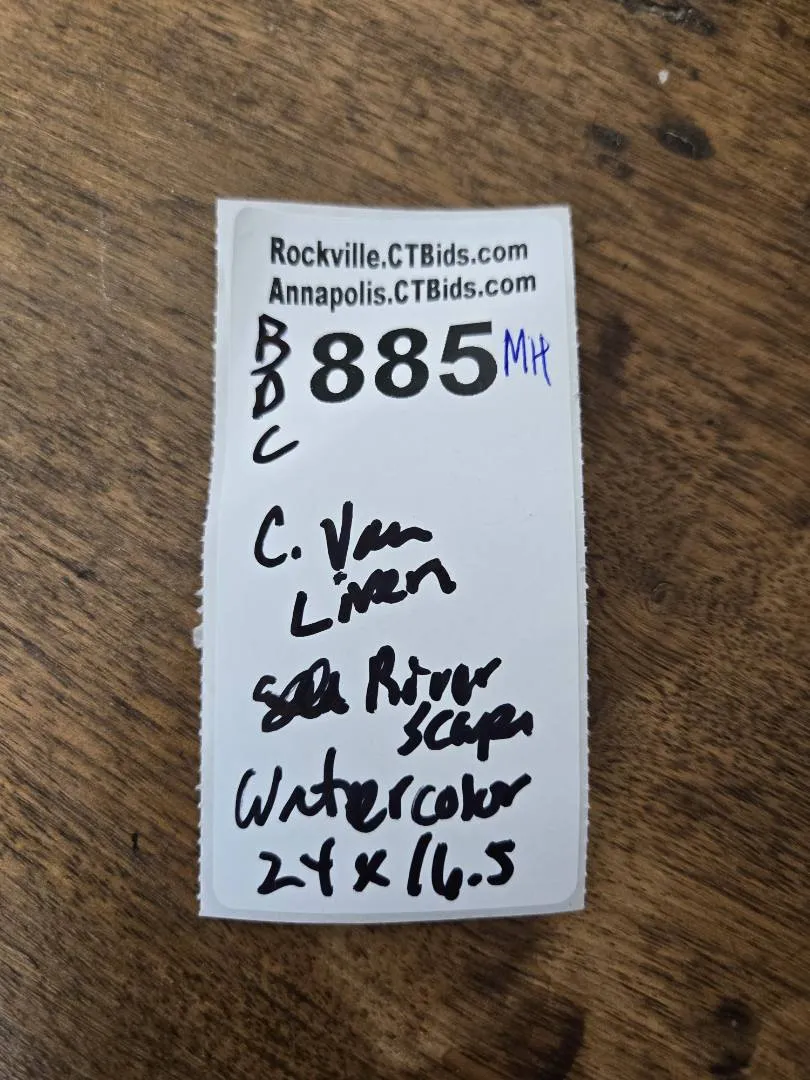 Rockville.CTBids.com
Annapolis.CTBids.com
B
D
C
885 MH
C. Van
Liven
River
Scape
Watercolor
24 x 16.5